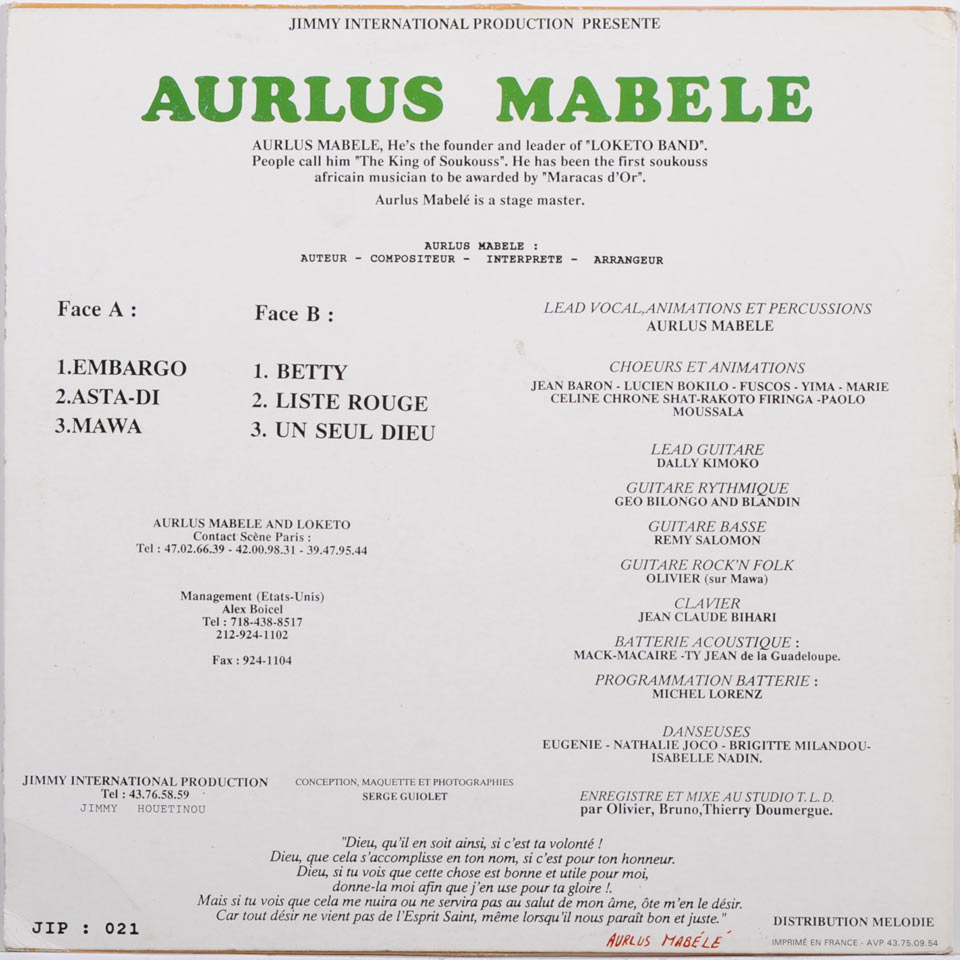 JIMMY INTERNATIONAL PRODUCTION PRESENTE
AURLUS MABELE
AURLUS MABELE, He's the founder and leader of "LOKETO BAND".
People call him "The King of Soukouss". He has been the first soukouss
africain musician to be awarded by "Maracas d'Or".
Aurlus Mabelé is a stage master.
AURLUS MABELE :
AUTEUR - COMPOSITEUR - INTERPRETE - ARRANGEUR
Face A :
1.EMBARGO
2.ASTA-DI
3.MAWA
Face B :
1. BETTY
2. LISTE ROUGE
3. UN SEUL DIEU
AURLUS MABELE AND LOKETO
Contact Scène Paris :
Tel : 47.02.66.39 - 42.00.98.31 - 39.47.95.44
Management (Etats-Unis)
Alex Boicel
Tel : 718-438-8517
212-924-1102
Fax : 924-1104
LEAD VOCAL,ANIMATIONS ET PERCUSSIONS
AURLUS MABELE
CHOEURS ET ANIMATIONS
JEAN BARON - LUCIEN BOKILO - FUSCOS - YIMA - MARIE
CELINE CHRONE SHAT-RAKOTO FIRINGA -PAOLO
MOUSSALA
LEAD GUITARE
DALLY KIMOKO
GUITARE RYTHMIQUE
GEO BILONGO AND BLANDIN
GUITARE BASSE
REMY SALOMON
GUITARE ROCK'N FOLK
OLIVIER (sur Mawa)
CLAVIER
JEAN CLAUDE BIHARI
BATTERIE ACOUSTIQUE :
MACK-MACAIRE -TY JEAN de la Guadeloupe.
PROGRAMMATION BATTERIE :
MICHEL LORENZ
DANSEUSES
EUGENIE - NATHALIE JOCO - BRIGITTE MILANDOU-
ISABELLE NADIN.
ENREGISTRE ET MIXE AU STUDIO T.L.D.
par Olivier, Bruno,Thierry Doumergue.
JIMMY INTERNATIONAL PRODUCTION
Tel : 43.76.58.59
JIMMY HOUETINOU
CONCEPTION, MAQUETTE ET PHOTOGRAPHIES
SERGE GUIOLET
"Dieu, qu'il en soit ainsi, si c'est ta volonté !
Dieu, que cela s'accomplisse en ton nom, si c'est pour ton honneur.
Dieu, si tu vois que cette chose est bonne et utile pour moi,
donne-la moi afin que j'en use pour ta gloire !.
Mais si tu vois que cela me nuira ou ne servira pas au salut de mon âme, ôte m'en le désir.
Car tout désir ne vient pas de l'Esprit Saint, même lorsqu'il nous paraît bon et juste."
AURLUS MABÉLÉ
JIP : 021
DISTRIBUTION MELODIE
IMPRIMÉ EN FRANCE - AVP 43.75.09.54